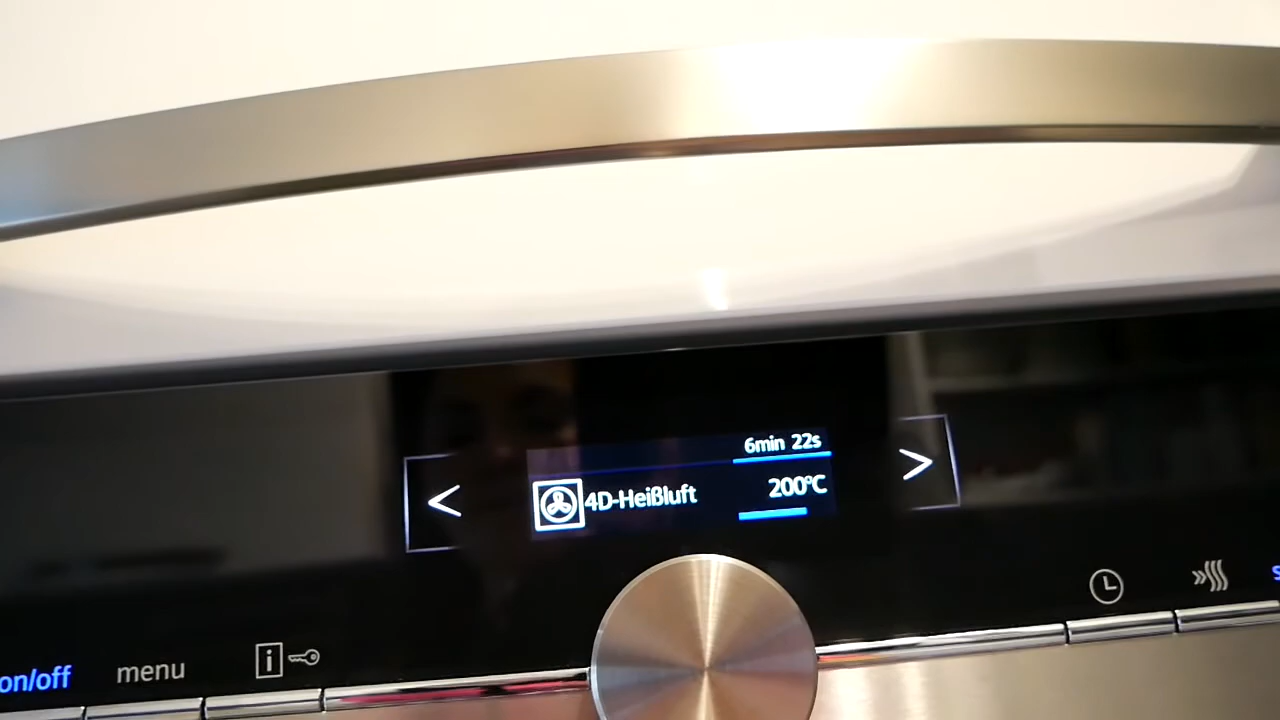 6min 22s
< 4D-Heißluft 200°C >
on/off menu i